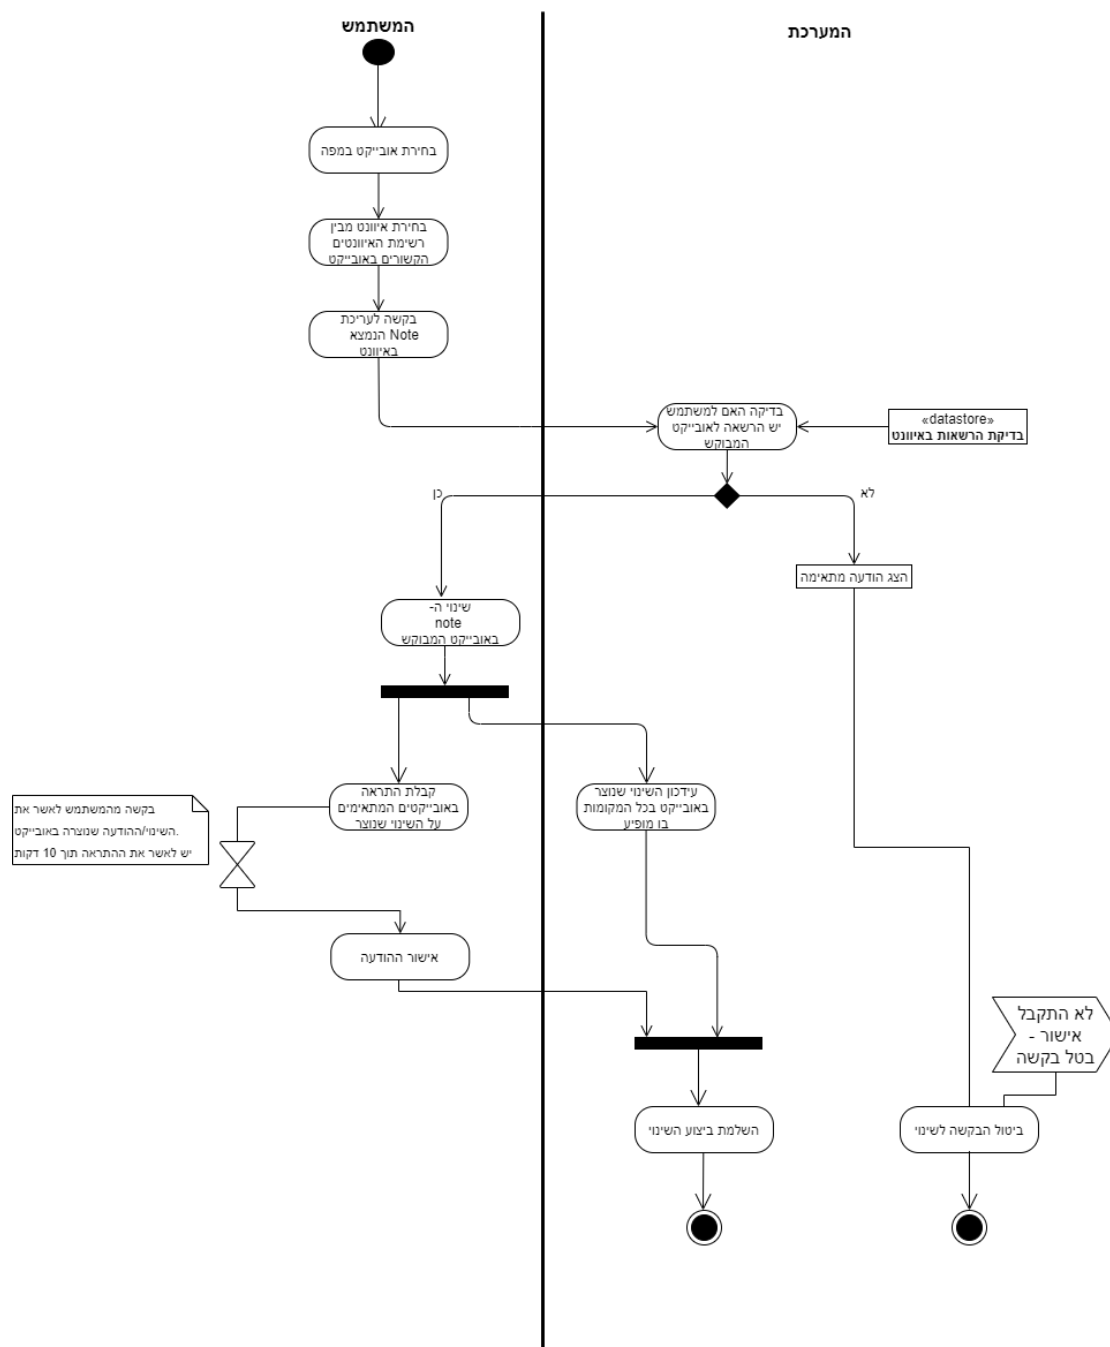 המשתמש
המערכת
בחירת אובייקט במפה
בחירת איוונט מבין
רשימת האיוונטים
הקשורים באובייקט
בקשה לעריכת
Note הנמצא
באיוונט
בדיקה האם למשתמש
יש הרשאה לאובייקט
המבוקש
«datastore»
בדיקת הרשאות באיוונט
כן
לא
הצג הודעה מתאימה
שינוי ה-
note
באובייקט המבוקש
קבלת התראה
באובייקטים המתאימים
על השינוי שנוצר
עידכון השינוי שנוצר
באובייקט בכל המקומות
בו מופיע
בקשה מהמשתמש לאשר את
השינוי/ההודעה שנוצרה באובייקט.
יש לאשר את ההתראה תוך 10 דקות
אישור ההודעה
לא התקבל
אישור -
בטל בקשה
השלמת ביצוע השינוי
ביטול הבקשה לשינוי